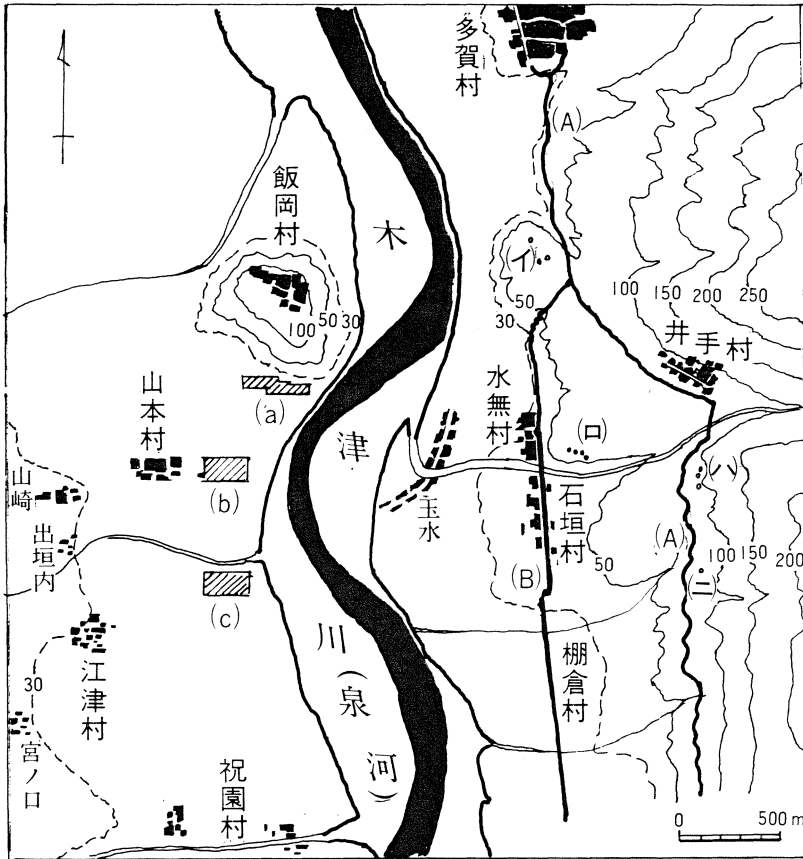 多賀村
(A)
飯岡村
木
(イ)
50
30
100 50 30
100 150 200 250
井手村
水無村
山本村
(a)
(ロ)
津
(ハ)
山崎
(b)
玉水
石垣村
出垣内
(A)
(B)
50
100 150
200
(ニ)
(c)
川(泉河)
棚倉村
30
江津村
宮ノ口
祝園村
0 500 m